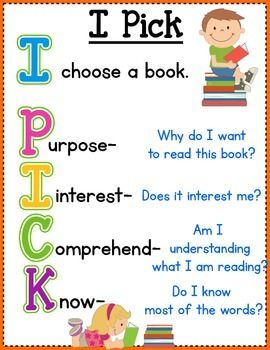 I Pick
I choose a book.
Purpose-
Why do I want
to read this book?
Iinterest-
Does it interest me?
Comprehend-
Am I
understanding
what I am reading?
Know-
Do I know
most of the words?